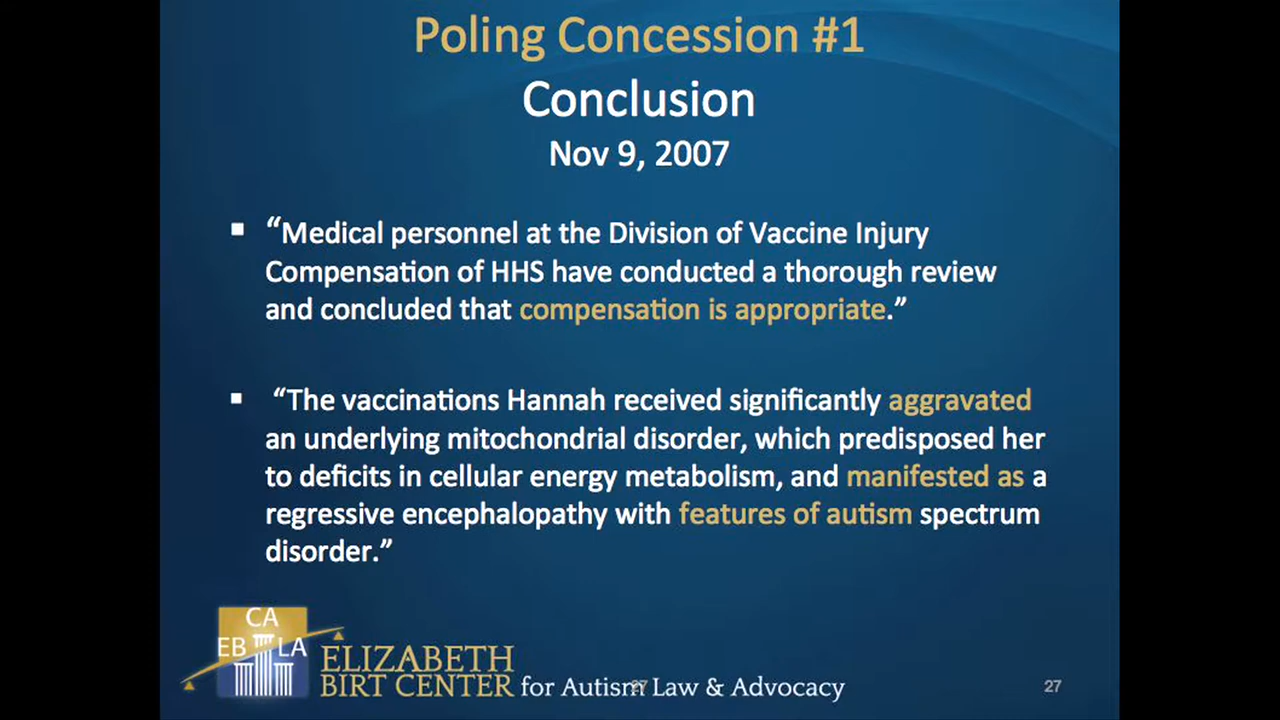 Poling Concession #1
Conclusion
Nov 9, 2007
▪ “Medical personnel at the Division of Vaccine Injury
Compensation of HHS have conducted a thorough review
and concluded that compensation is appropriate.”
▪ “The vaccinations Hannah received significantly aggravated
an underlying mitochondrial disorder, which predisposed her
to deficits in cellular energy metabolism, and manifested as a
regressive encephalopathy with features of autism spectrum
disorder.”
CA
EB LA
ELIZABETH
BIRT CENTER for Autism Law & Advocacy
27
27